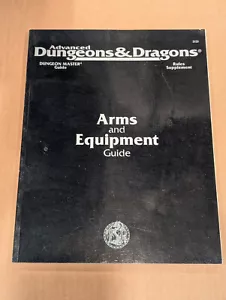 Advanced
Dungeons & Dragons®
DUNGEON MASTER® Rules
Guide Supplement
Arms
and
Equipment
Guide